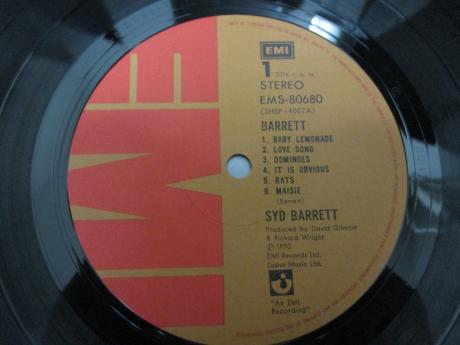 EMI
EMI
1
33⅓ r. p. m.
STEREO
EMS-80680
(SHSP-4007A)
BARRETT
1. BABY LEMONADE
2. LOVE SONG
3. DOMINOES
4. IT IS OBVIOUS
5. RATS
6. MAISIE
(Barrett)
SYD BARRETT
Produced by David Gilmour
& Richard Wright
Ⓟ 1970
EMI Records Ltd.
Lupus Music Ltd.
"An EMI
Recording"